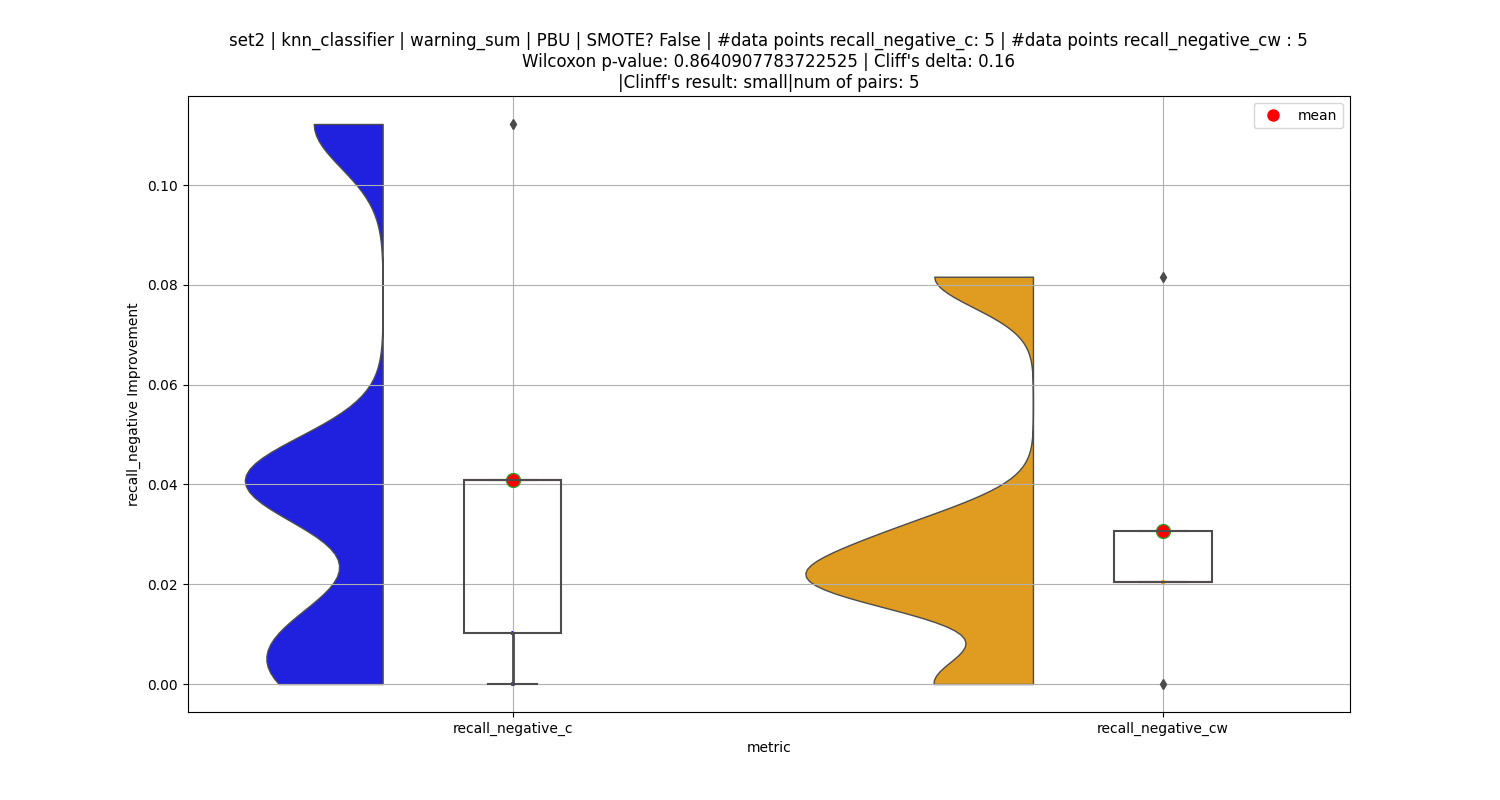 set2 | knn_classifier | warning_sum | PBU | SMOTE? False | #data points recall_negative_c: 5 | #data points recall_negative_cw : 5
Wilcoxon p-value: 0.8640907783722525 | Cliff's delta: 0.16
|Clinff's result: small|num of pairs: 5
mean
0.10
0.08
0.06
0.04
0.02
0.00
recall_negative Improvement
recall_negative_c
recall_negative_cw
metric